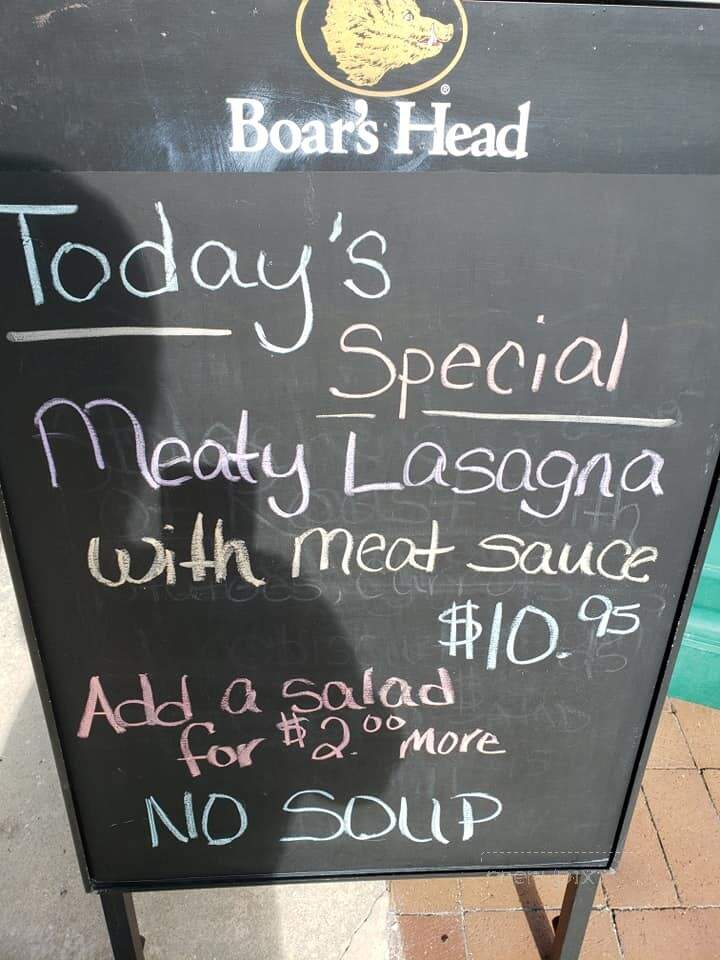 Boar's Head®
Today's
Special
Meaty Lasagna
with meat sauce
$10.95
Add a salad
for $2.00 more
NO SOUP